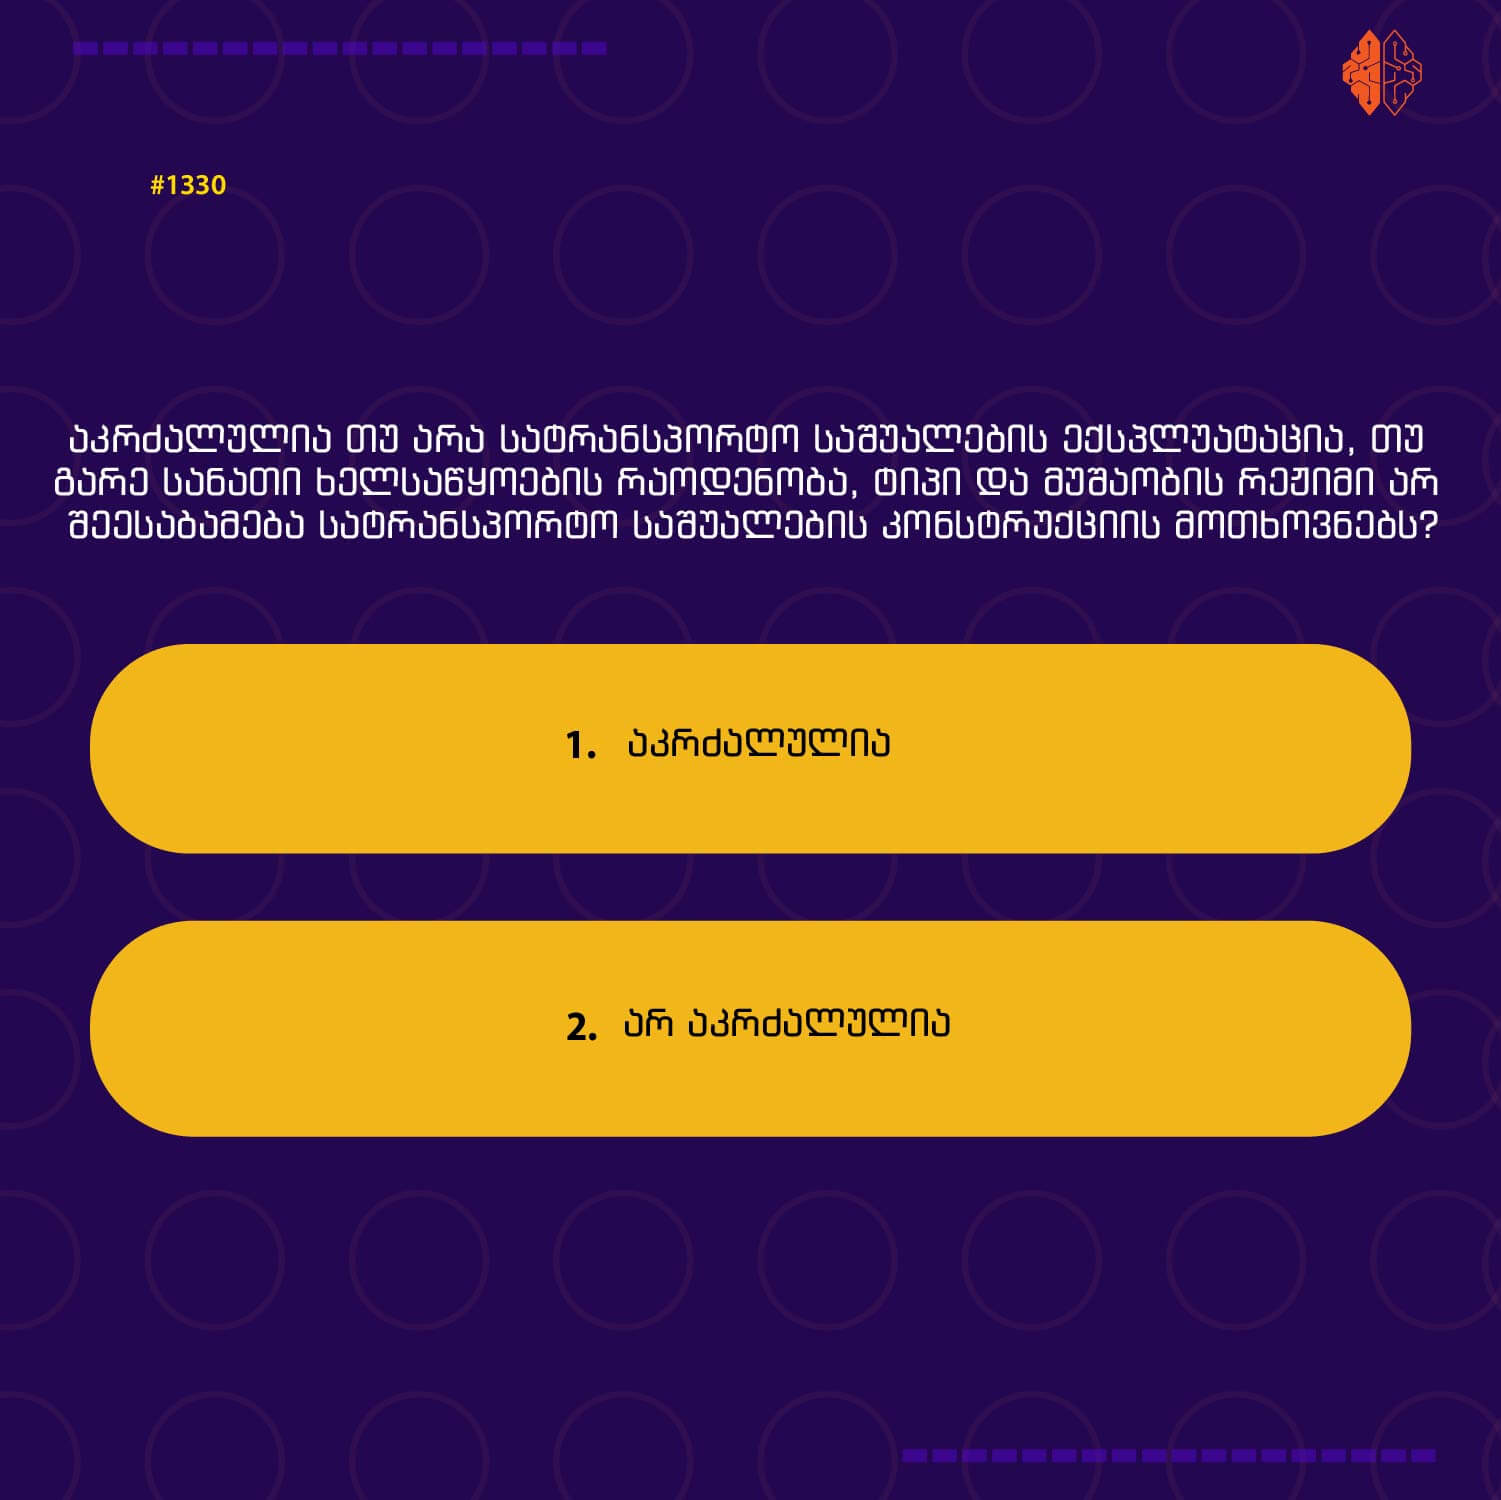 #1330
აკრძალულია თუ არა სატრანსპორტო საშუალების ექსპლუატაცია, თუ
გარე სანათი ხელსაწყოების რაოდენობა, ტიპი და მუშაობის რეჟიმი არ
შეესაბამება სატრანსპორტო საშუალების კონსტრუქციის მოთხოვნებს?
1. აკრძალულია
2. არ აკრძალულია